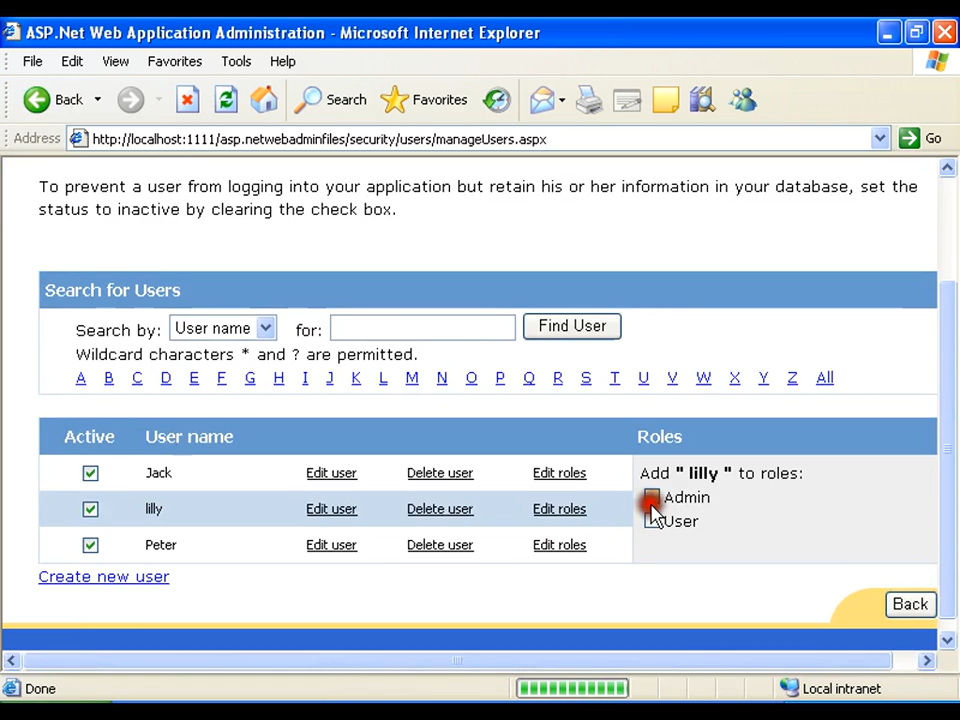 ASP.Net Web Application Administration - Microsoft Internet Explorer
File Edit View Favorites Tools Help
Back Search Favorites
Address http://localhost:1111/asp.netwebadminfiles/security/users/manageUsers.aspx Go
To prevent a user from logging into your application but retain his or her information in your database, set the
status to inactive by clearing the check box.
Search for Users
Search by: User name for: Find User
Wildcard characters * and ? are permitted.
A B C D E F G H I J K L M N O P Q R S T U V W X Y Z All
Active User name Roles
Jack Edit user Delete user Edit roles Add " lilly " to roles:
Admin
lilly Edit user Delete user Edit roles
User
Peter Edit user Delete user Edit roles
Create new user
Back
Done Local intranet